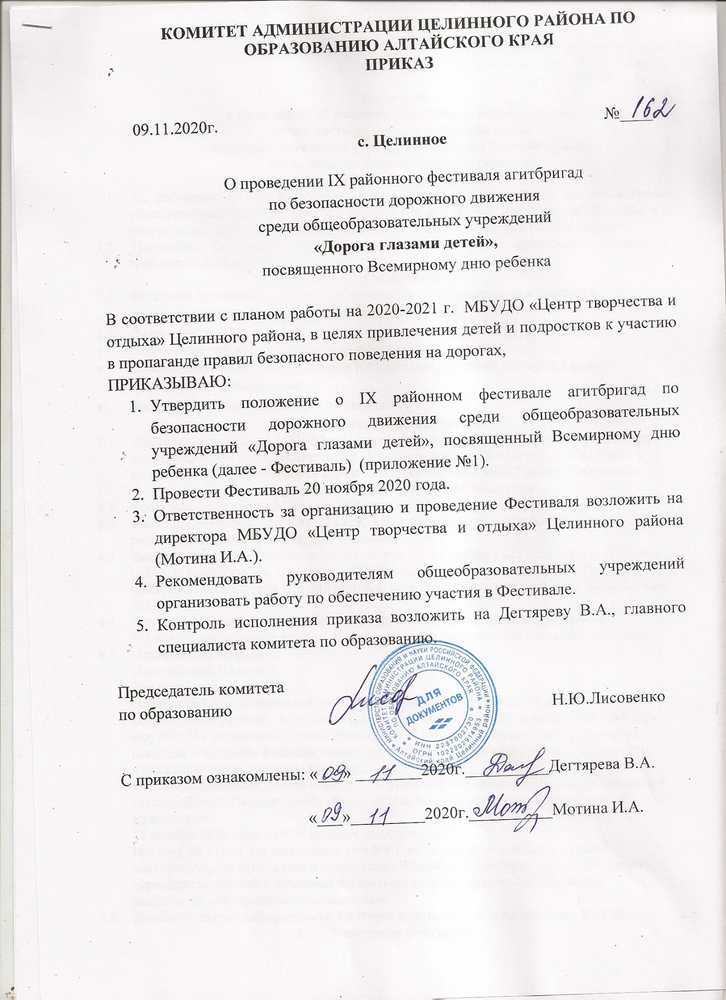 КОМИТЕТ АДМИНИСТРАЦИИ ЦЕЛИННОГО РАЙОНА ПО
ОБРАЗОВАНИЮ АЛТАЙСКОГО КРАЯ
ПРИКАЗ
№ 162
09.11.2020г.
с. Целинное
О проведении IX районного фестиваля агитбригад
по безопасности дорожного движения
среди общеобразовательных учреждений
«Дорога глазами детей»,
посвященного Всемирному дню ребенка
В соответствии с планом работы на 2020-2021 г. МБУДО «Центр творчества и
отдыха» Целинного района, в целях привлечения детей и подростков к участию
в пропаганде правил безопасного поведения на дорогах,
ПРИКАЗЫВАЮ:
1. Утвердить положение о IX районном фестивале агитбригад по
безопасности дорожного движения среди общеобразовательных
учреждений «Дорога глазами детей», посвященный Всемирному дню
ребенка (далее - Фестиваль) (приложение №1).
2. Провести Фестиваль 20 ноября 2020 года.
3. Ответственность за организацию и проведение Фестиваля возложить на
директора МБУДО «Центр творчества и отдыха» Целинного района
(Мотина И.А.).
4. Рекомендовать руководителям общеобразовательных учреждений
организовать работу по обеспечению участия в Фестивале.
5. Контроль исполнения приказа возложить на Дегтяреву В.А., главного
специалиста комитета по образованию.
Председатель комитета
по образованию
Н.Ю.Лисовенко
МИНИСТЕРСТВО ОБРАЗОВАНИЯ И НАУКИ РОССИЙСКОЙ ФЕДЕРАЦИИ
* Алтайский край Целинный район *
КОМИТЕТ АДМИНИСТРАЦИИ ЦЕЛИННОГО РАЙОНА
ПО ОБРАЗОВАНИЮ АЛТАЙСКОГО КРАЯ
* ОГРН 1022202914953 *
* ИНН 2287002730 *
ДЛЯ
ДОКУМЕНТОВ
С приказом ознакомлены: «09» 11 2020г. Дегтярева В.А.
«09» 11 2020г. Мотина И.А.